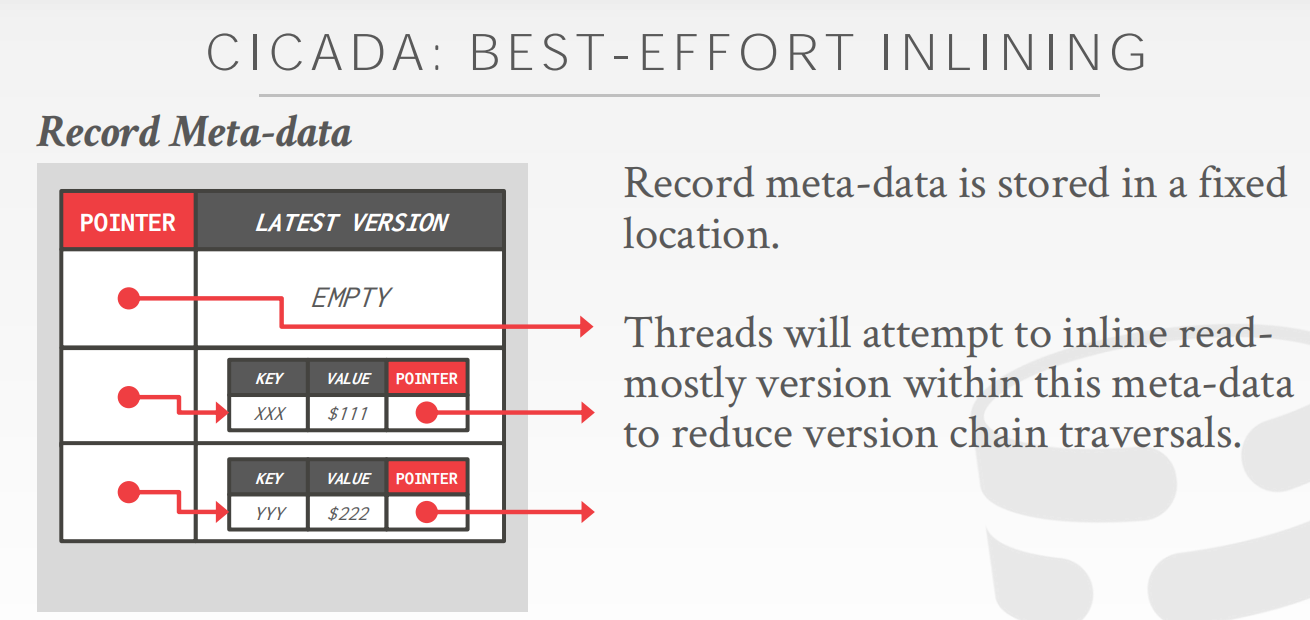 CICADA: BEST-EFFORT INLINING
Record Meta-data
POINTER LATEST VERSION
EMPTY
KEY VALUE POINTER
XXX $111
KEY VALUE POINTER
YYY $222
Record meta-data is stored in a fixed
location.
Threads will attempt to inline read-
mostly version within this meta-data
to reduce version chain traversals.